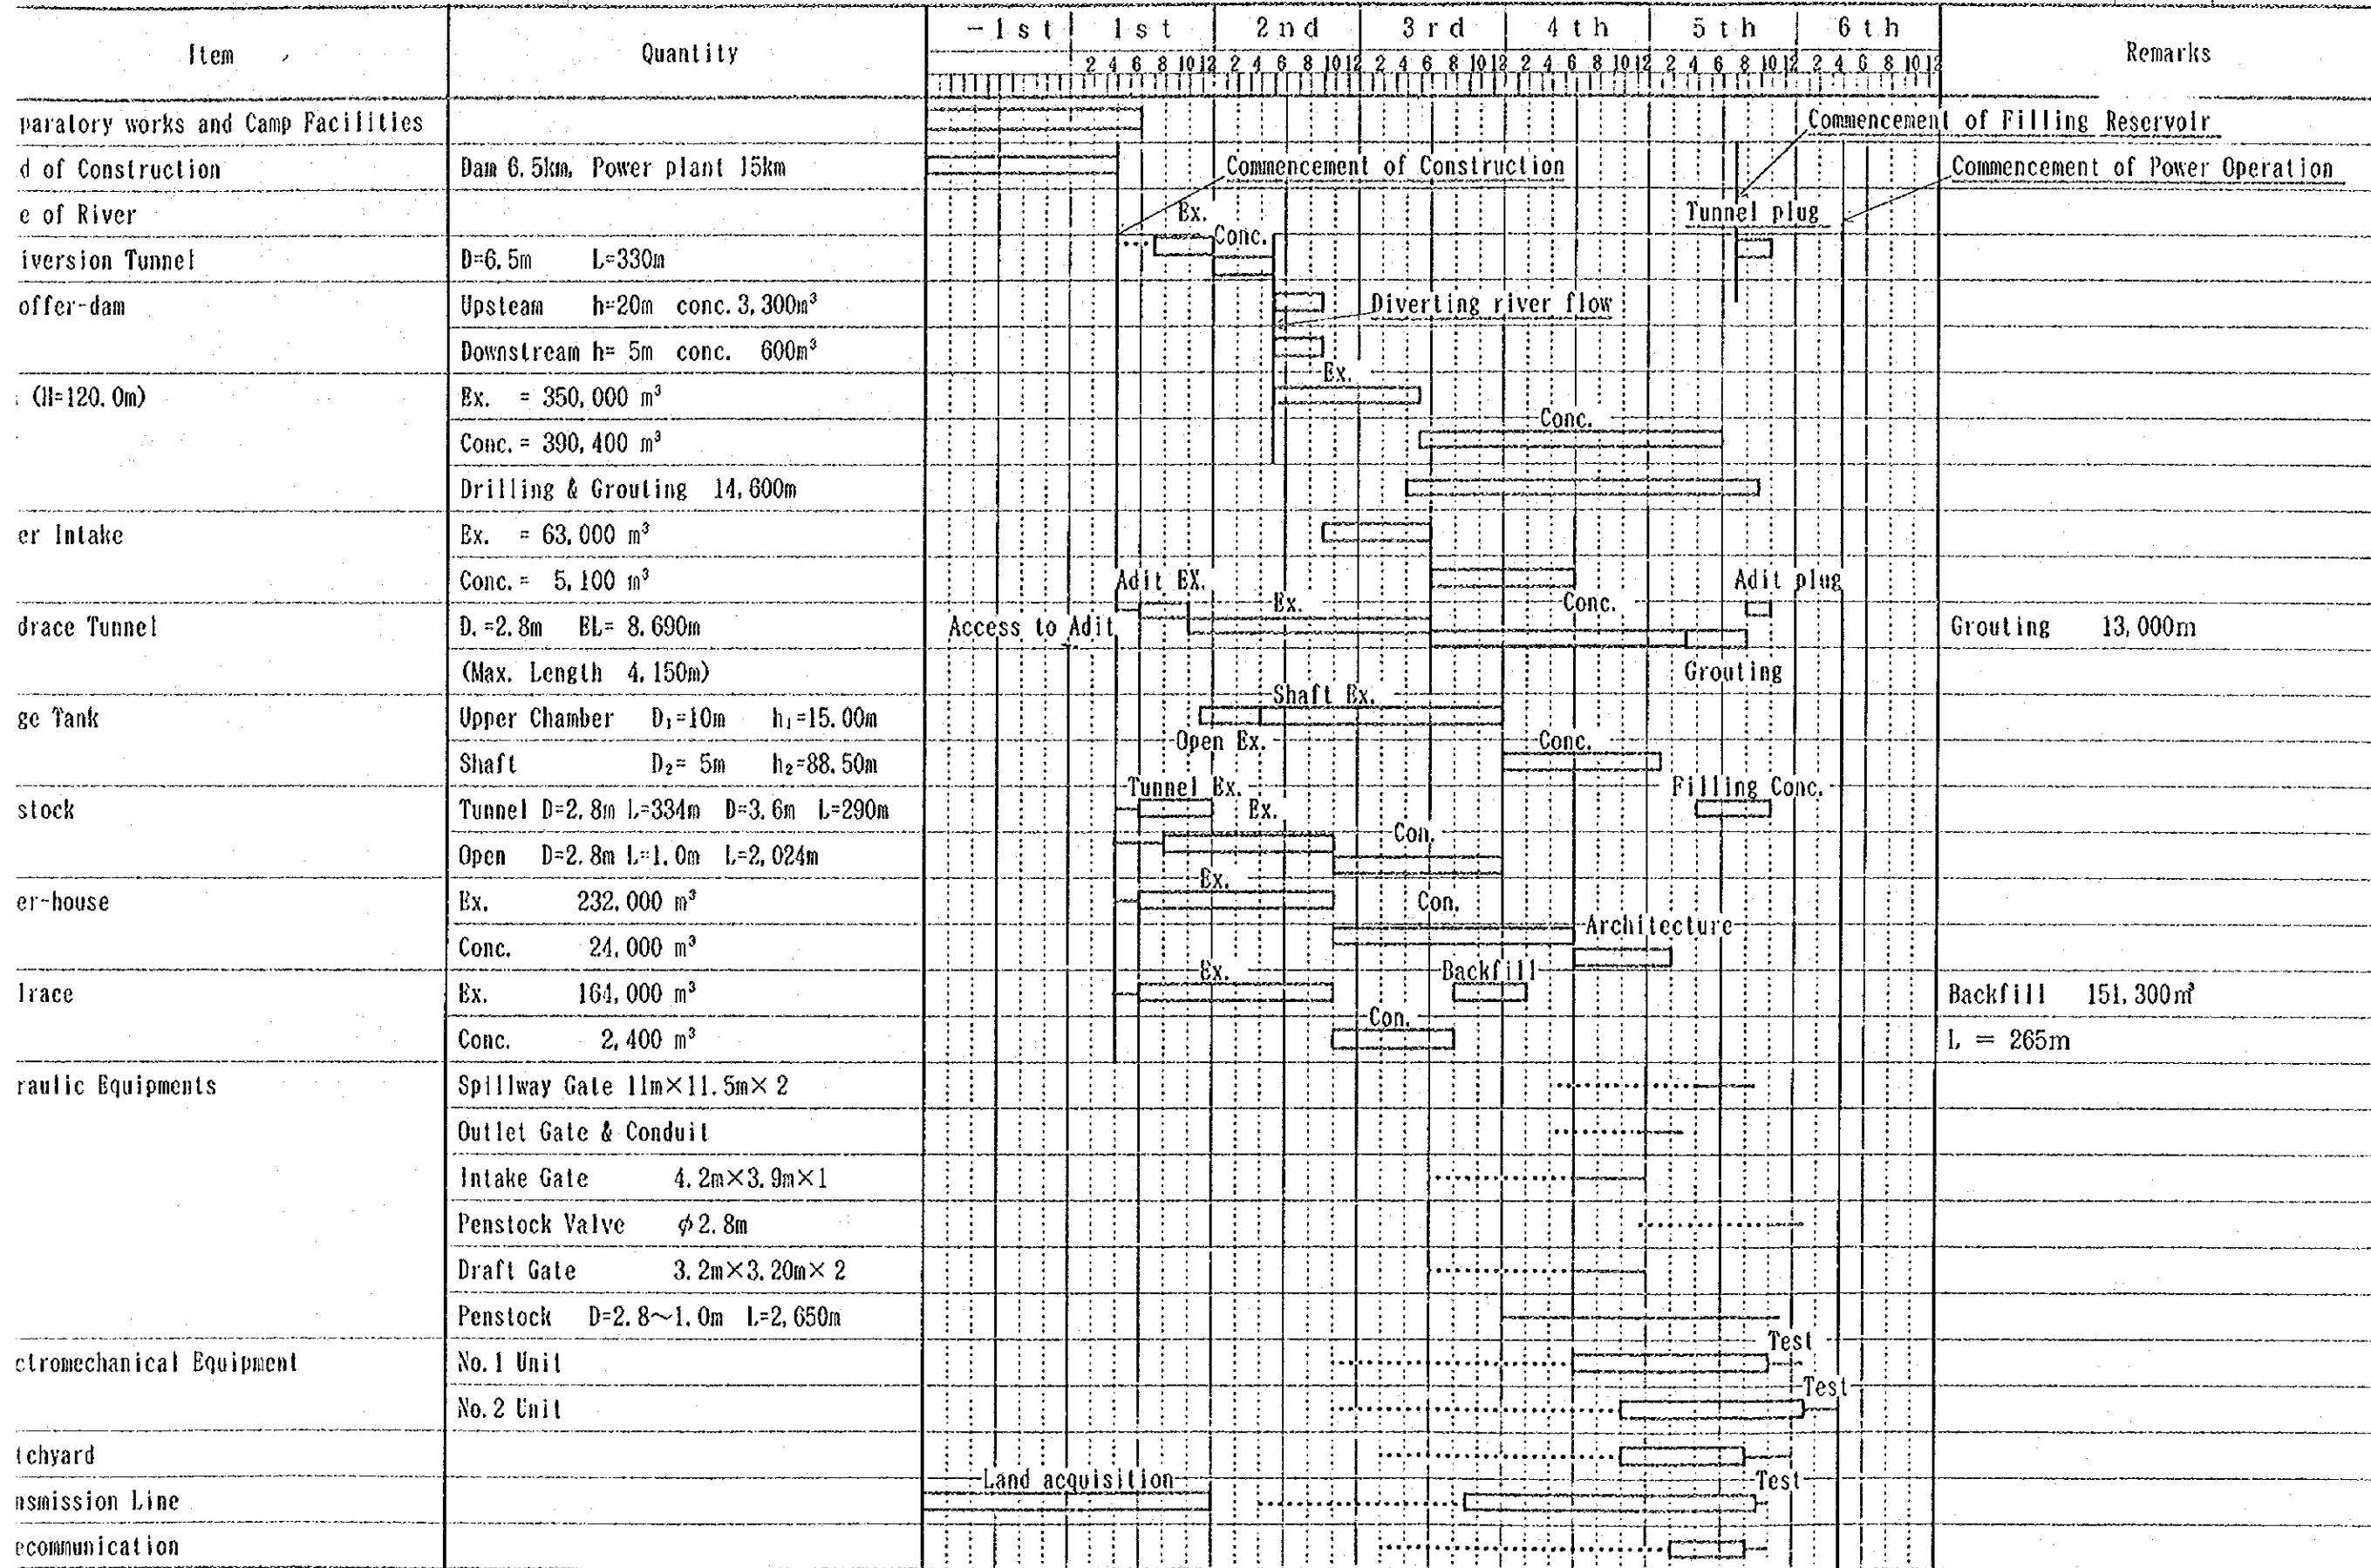 Item Quantity -1st 1st 2nd 3rd 4th 5th 6th Remarks
2 4 6 8 10 12 2 4 6 8 10 12 2 4 6 8 10 12 2 4 6 8 10 12 2 4 6 8 10 12 2 4 6 8 10 12
paratory works and Camp Facilities
Commencement of Filling Reservoir
d of Construction Dam 6.5km, Power plant 15km Commencement of Construction Commencement of Power Operation
e of River Ex. Tunnel plug
Conc.
iversion Tunnel D=6.5m L=330m
offer-dam Upsteam h=20m conc. 3,300m³ Diverting river flow
Downstream h= 5m conc. 600m³
Ex.
(H=120.0m) Ex. = 350,000 m³
Conc.
Conc. = 390,400 m³
Drilling & Grouting 14,600m
er Intake Ex. = 63,000 m³
Conc. = 5,100 m³ Adit EX. Adit plug
Ex. Conc.
drace Tunnel D.=2.8m EL= 8.690m Access to Adit Grouting 13,000m
(Max. Length 4,150m) Grouting
Shaft Ex.
ge Tank Upper Chamber D₁=10m h₁=15.00m
Open Ex. Conc.
Shaft D₂= 5m h₂=88.50m
Tunnel Ex. Filling Conc.
stock Tunnel D=2.8m L=334m D=3.6m L=290m Ex.
Con.
Open D=2.8m L=1.0m L=2,024m
Ex.
er-house Ex. 232,000 m³ Con.
Architecture
Conc. 24,000 m³
Ex. Backfill
lrace Ex. 164,000 m³ Backfill 151,300㎥
Con.
Conc. 2,400 m³ L = 265m
raulic Equipments Spillway Gate 11m×11.5m× 2
Outlet Gate & Conduit
Intake Gate 4.2m×3.9m×1
Penstock Valve φ2.8m
Draft Gate 3.2m×3.20m× 2
Penstock D=2.8~1.0m L=2,650m
Test
ctromechanical Equipment No.1 Unit
Test
No.2 Unit
tchyard
Land acquisition Test
nsmission Line
ecommunication